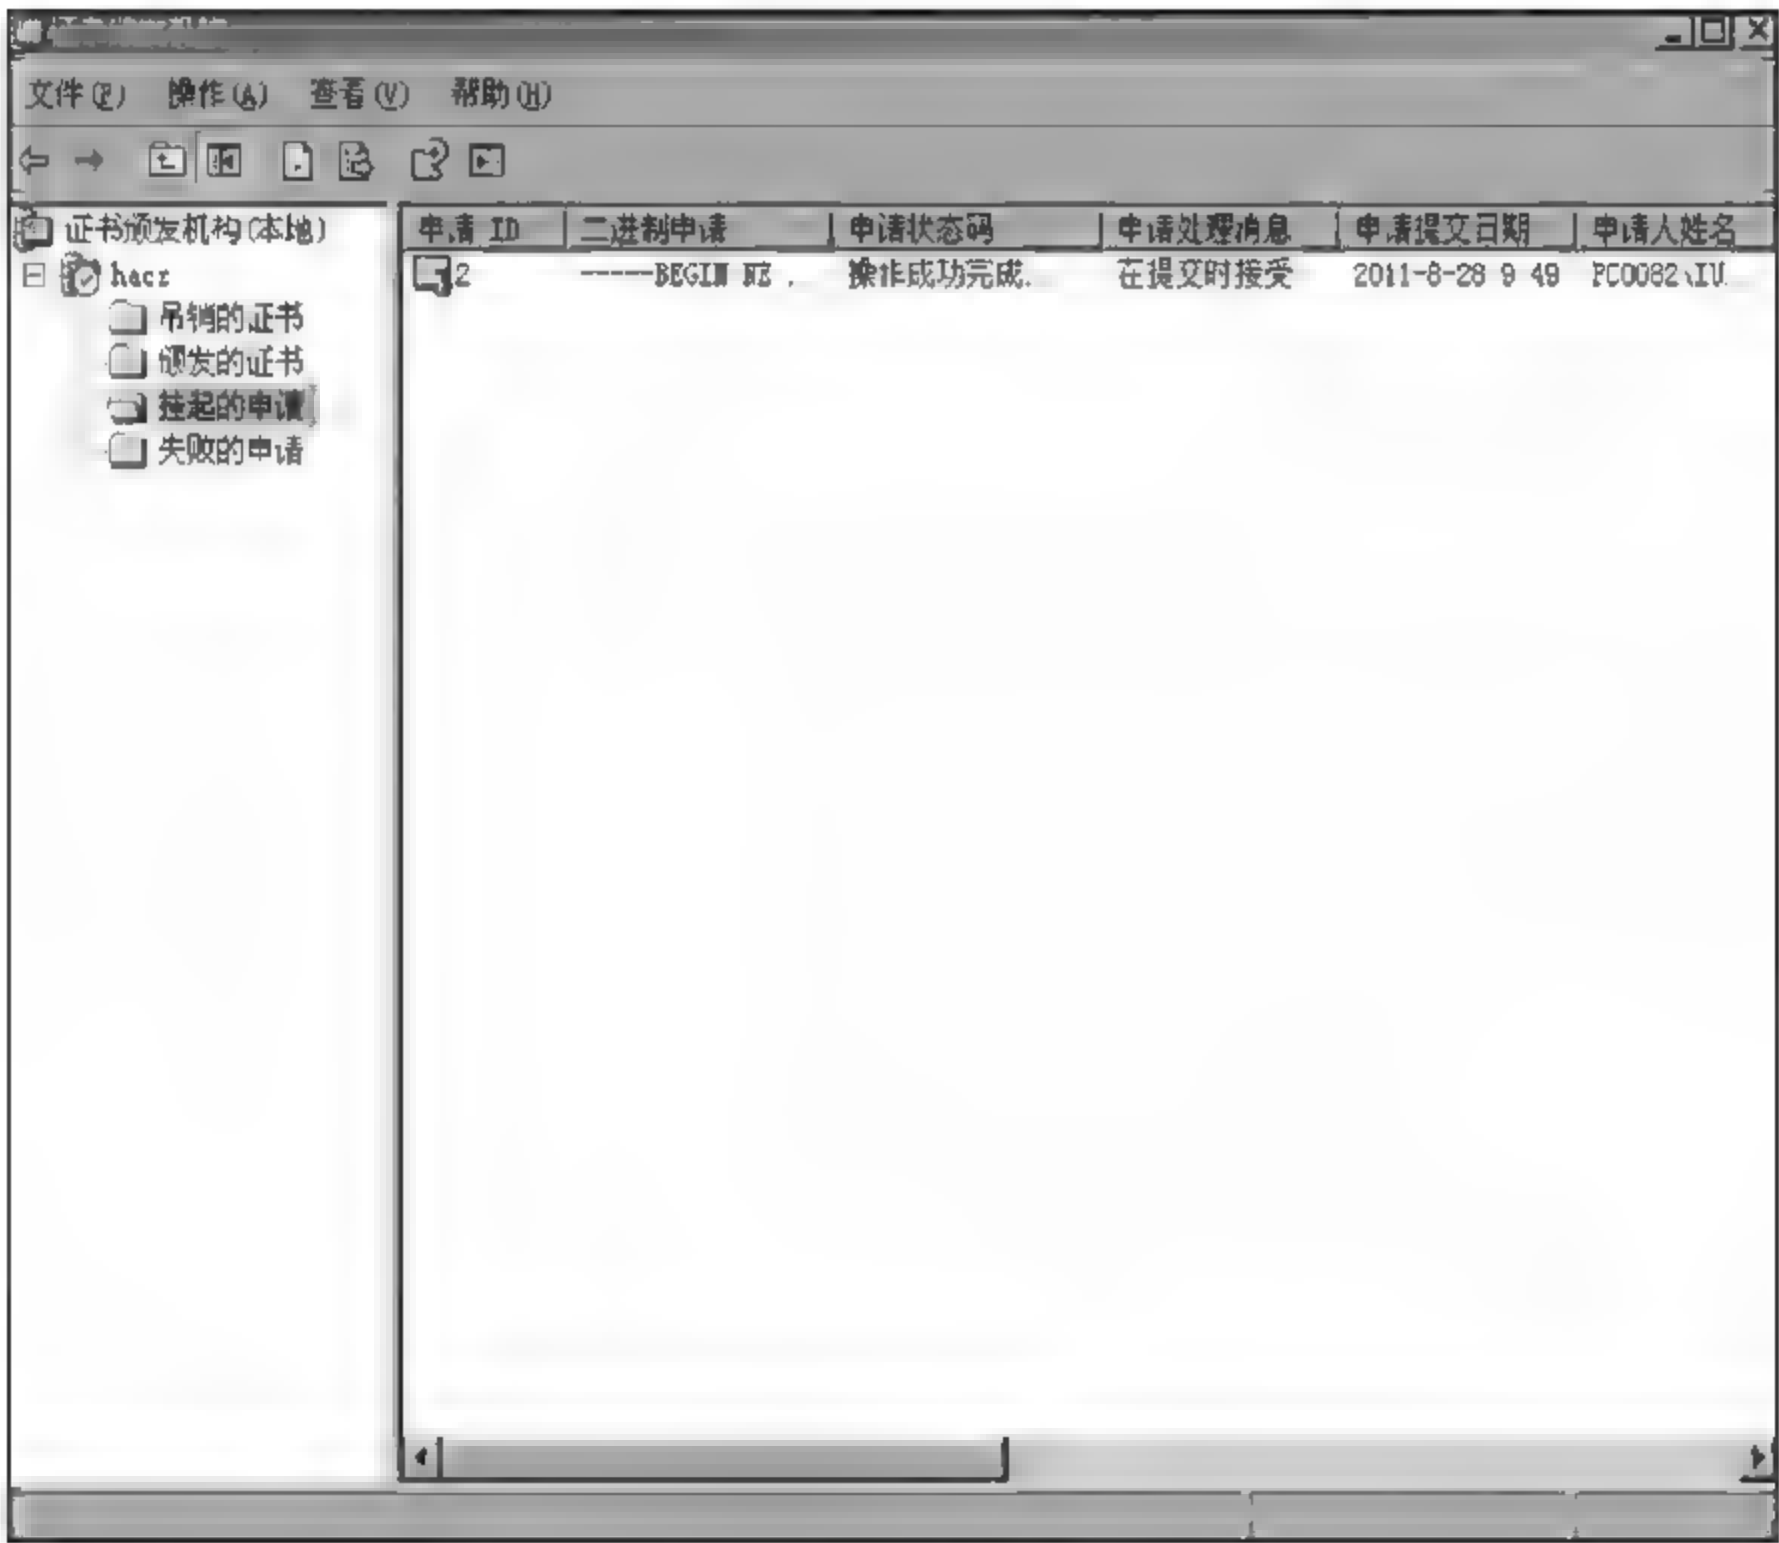 文件(F) 操作(A) 查看(V) 帮助(H)
证书颁发机构(本地)
hacz
吊销的证书
颁发的证书
挂起的申请
失败的申请
申请 ID 二进制申请 申请状态码 申请处理消息 申请提交日期 申请人姓名
2 -----BEGIN NE... 操作成功完成. 在提交时接受 2011-8-28 9:49 PC0082\IU...